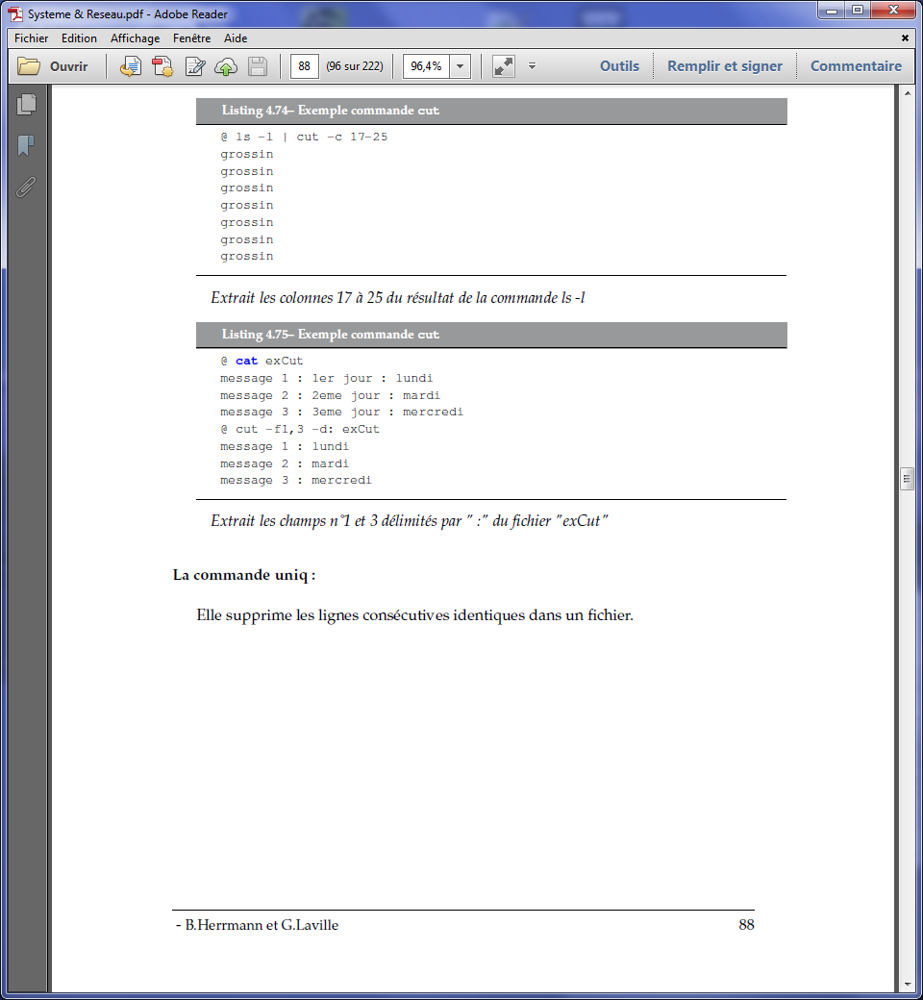 Systeme & Reseau.pdf - Adobe Reader
Fichier Edition Affichage Fenêtre Aide
Ouvrir 88 (96 sur 222) 96,4% Outils Remplir et signer Commentaire
Listing 4.74– Exemple commande cut
@ ls -l | cut -c 17-25
grossin
grossin
grossin
grossin
grossin
grossin
grossin
Extrait les colonnes 17 à 25 du résultat de la commande ls -l
Listing 4.75– Exemple commande cut
@ cat exCut
message 1 : 1er jour : lundi
message 2 : 2eme jour : mardi
message 3 : 3eme jour : mercredi
@ cut -f1,3 -d: exCut
message 1 : lundi
message 2 : mardi
message 3 : mercredi
Extrait les champs n°1 et 3 délimités par " :" du fichier "exCut"
La commande uniq :
Elle supprime les lignes consécutives identiques dans un fichier.
- B.Herrmann et G.Laville 88